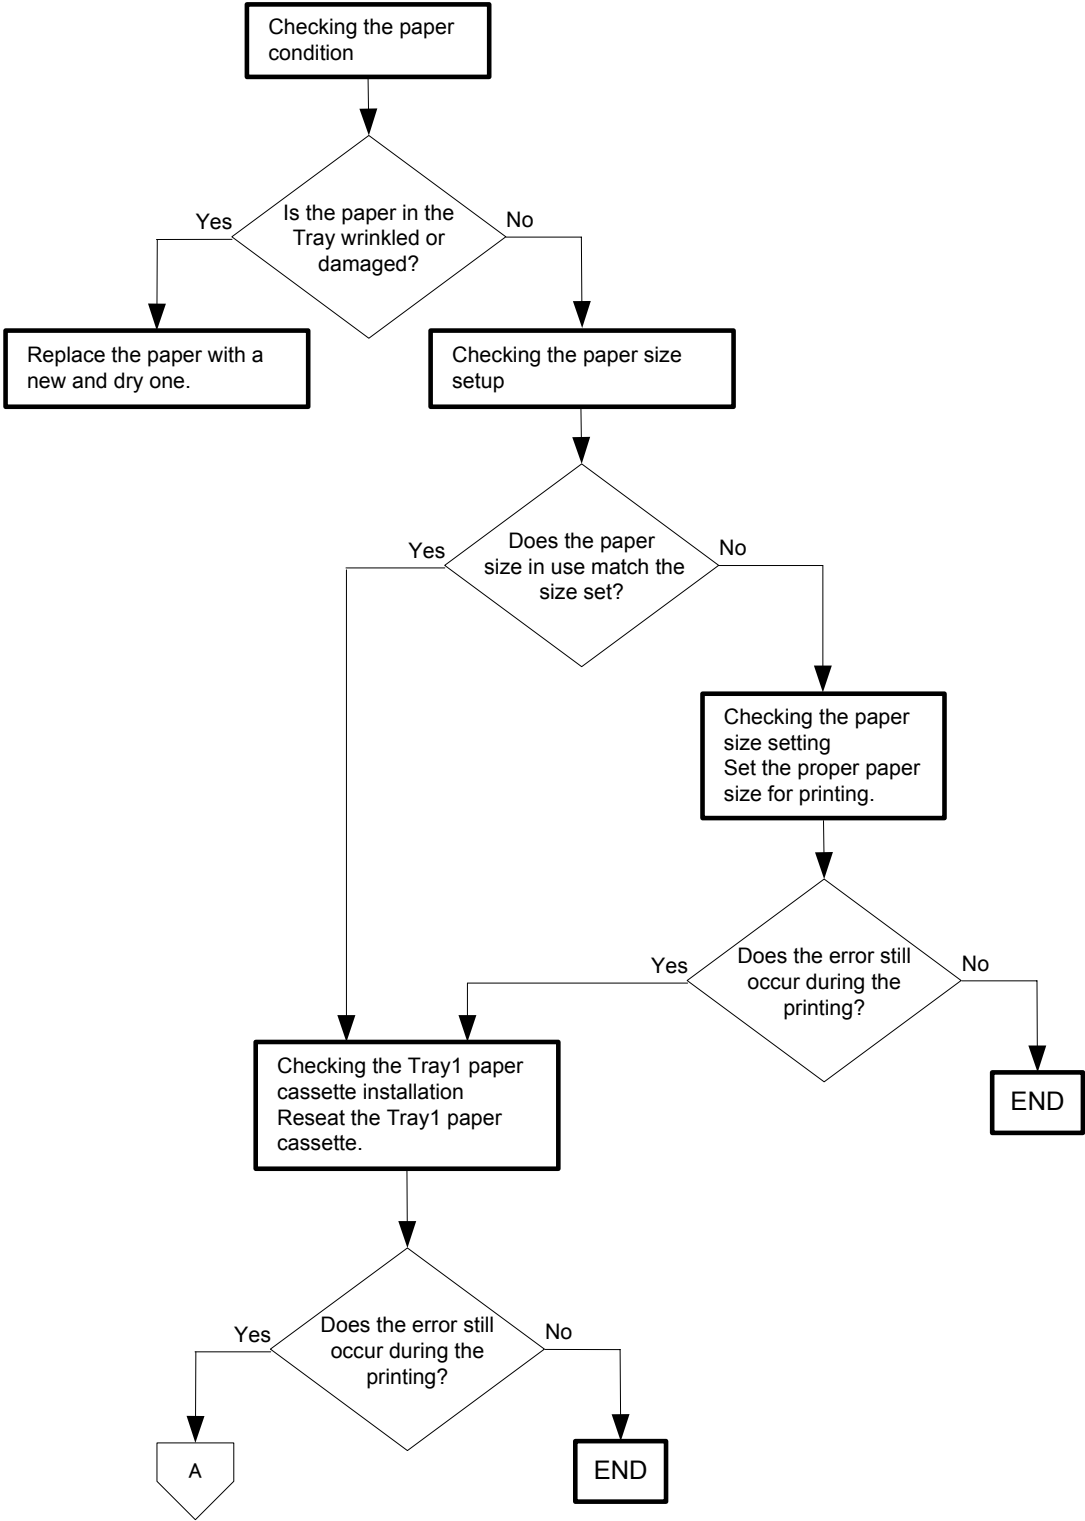 Checking the paper
condition
Is the paper in the
Tray wrinkled or
damaged?
Yes
No
Replace the paper with a
new and dry one.
Checking the paper size
setup
Does the paper
size in use match the
size set?
Yes
No
Checking the paper
size setting
Set the proper paper
size for printing.
Does the error still
occur during the
printing?
Yes
No
END
Checking the Tray1 paper
cassette installation
Reseat the Tray1 paper
cassette.
Does the error still
occur during the
printing?
Yes
No
A
END